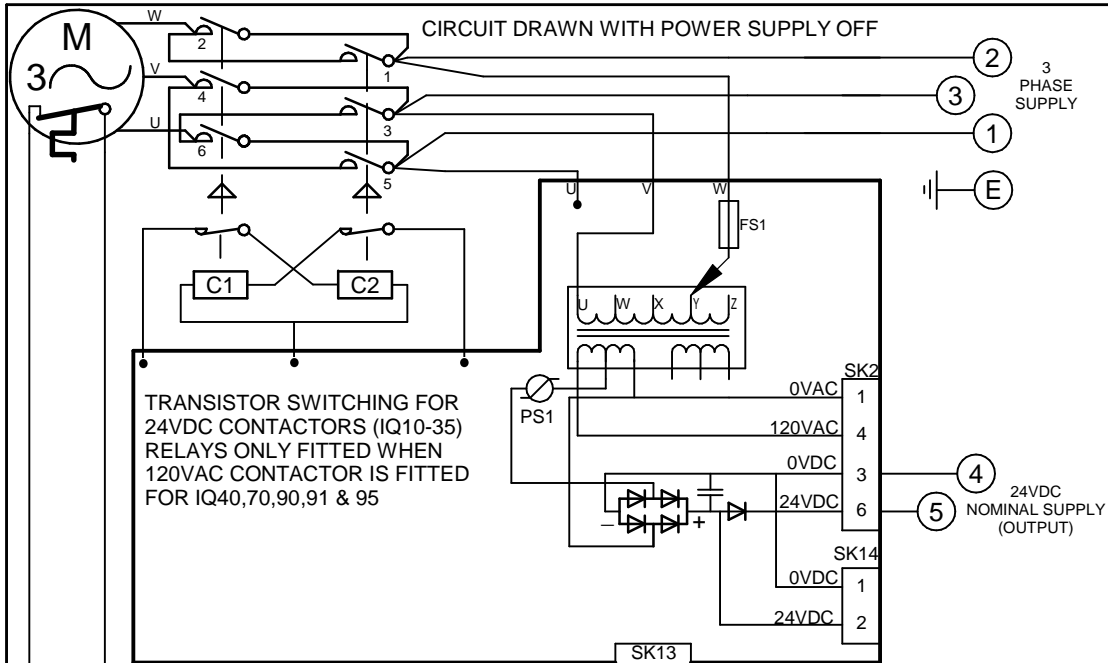 CIRCUIT DRAWN WITH POWER SUPPLY OFF
W
M
3
V
U
2
4
6
1
3
5
2
3
1
E
3
PHASE
SUPPLY
C1
C2
U
V
W
FS1
U
W
X
Y
Z
PS1
TRANSISTOR SWITCHING FOR
24VDC CONTACTORS (IQ10-35)
RELAYS ONLY FITTED WHEN
120VAC CONTACTOR IS FITTED
FOR IQ40,70,90,91 & 95
SK2
0VAC 1
120VAC 4
0VDC 3
24VDC 6
– +
4
5
24VDC
NOMINAL SUPPLY
(OUTPUT)
SK14
0VDC 1
24VDC 2
SK13